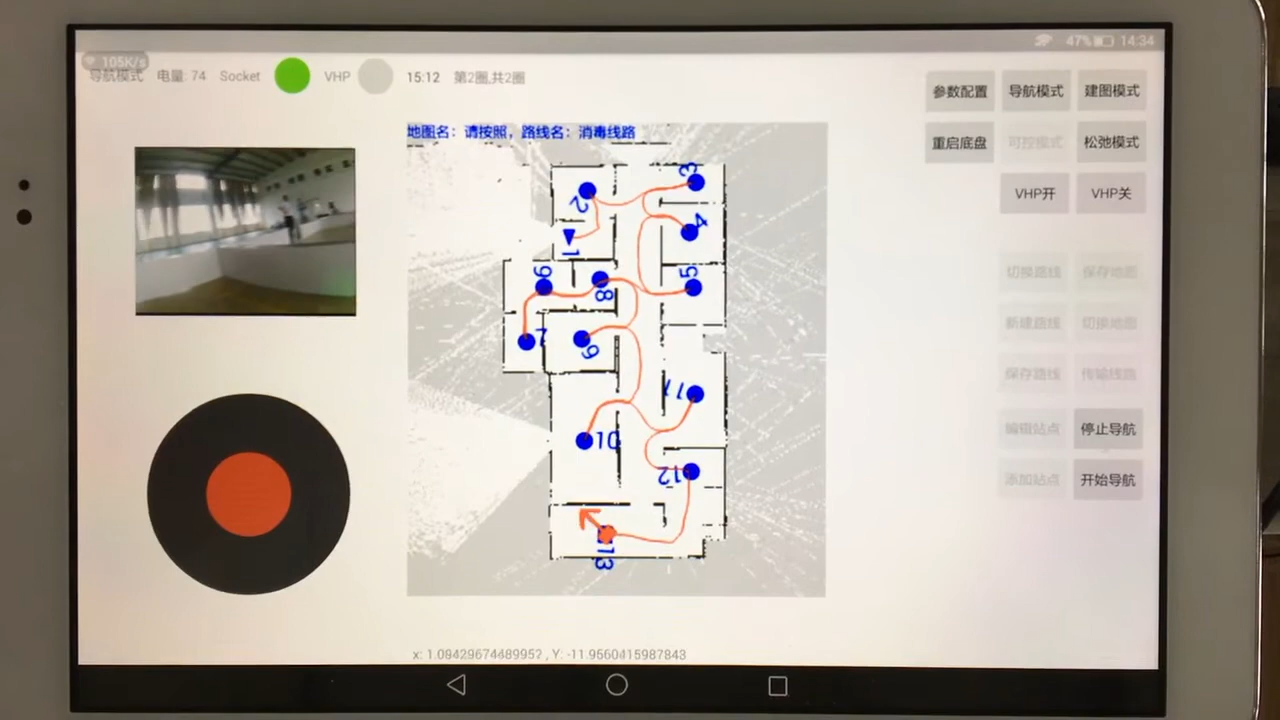 105K/s
47% 14:34
导航模式 电量: 74 Socket VHP 15:12 第2圈,共2圈
参数配置 导航模式 建图模式
重启底盘 可控模式 松弛模式
VHP开 VHP关
地图名：请按照，路线名：消毒线路
切换路线 保存地图
新建路线 切换地图
保存路线 传输线路
编辑站点 停止导航
添加站点 开始导航
3
2
4
1
5
6
8
7
9
11
10
12
13
x: 1.0942967448995​2 , Y: -11.9560415987843